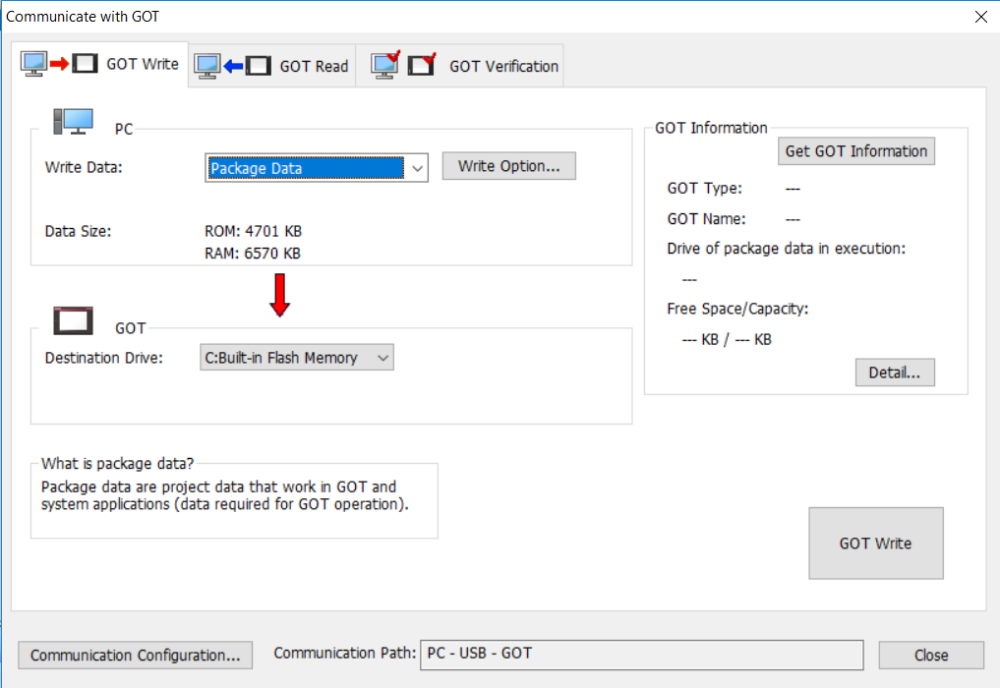 Communicate with GOT
GOT Write
GOT Read
GOT Verification
PC
Write Data:
Package Data
Write Option...
Data Size:
ROM: 4701 KB
RAM: 6570 KB
GOT
Destination Drive:
C:Built-in Flash Memory
What is package data?
Package data are project data that work in GOT and
system applications (data required for GOT operation).
GOT Information
Get GOT Information
GOT Type: ---
GOT Name: ---
Drive of package data in execution:
---
Free Space/Capacity:
--- KB / --- KB
Detail...
GOT Write
Communication Configuration...
Communication Path:
PC - USB - GOT
Close